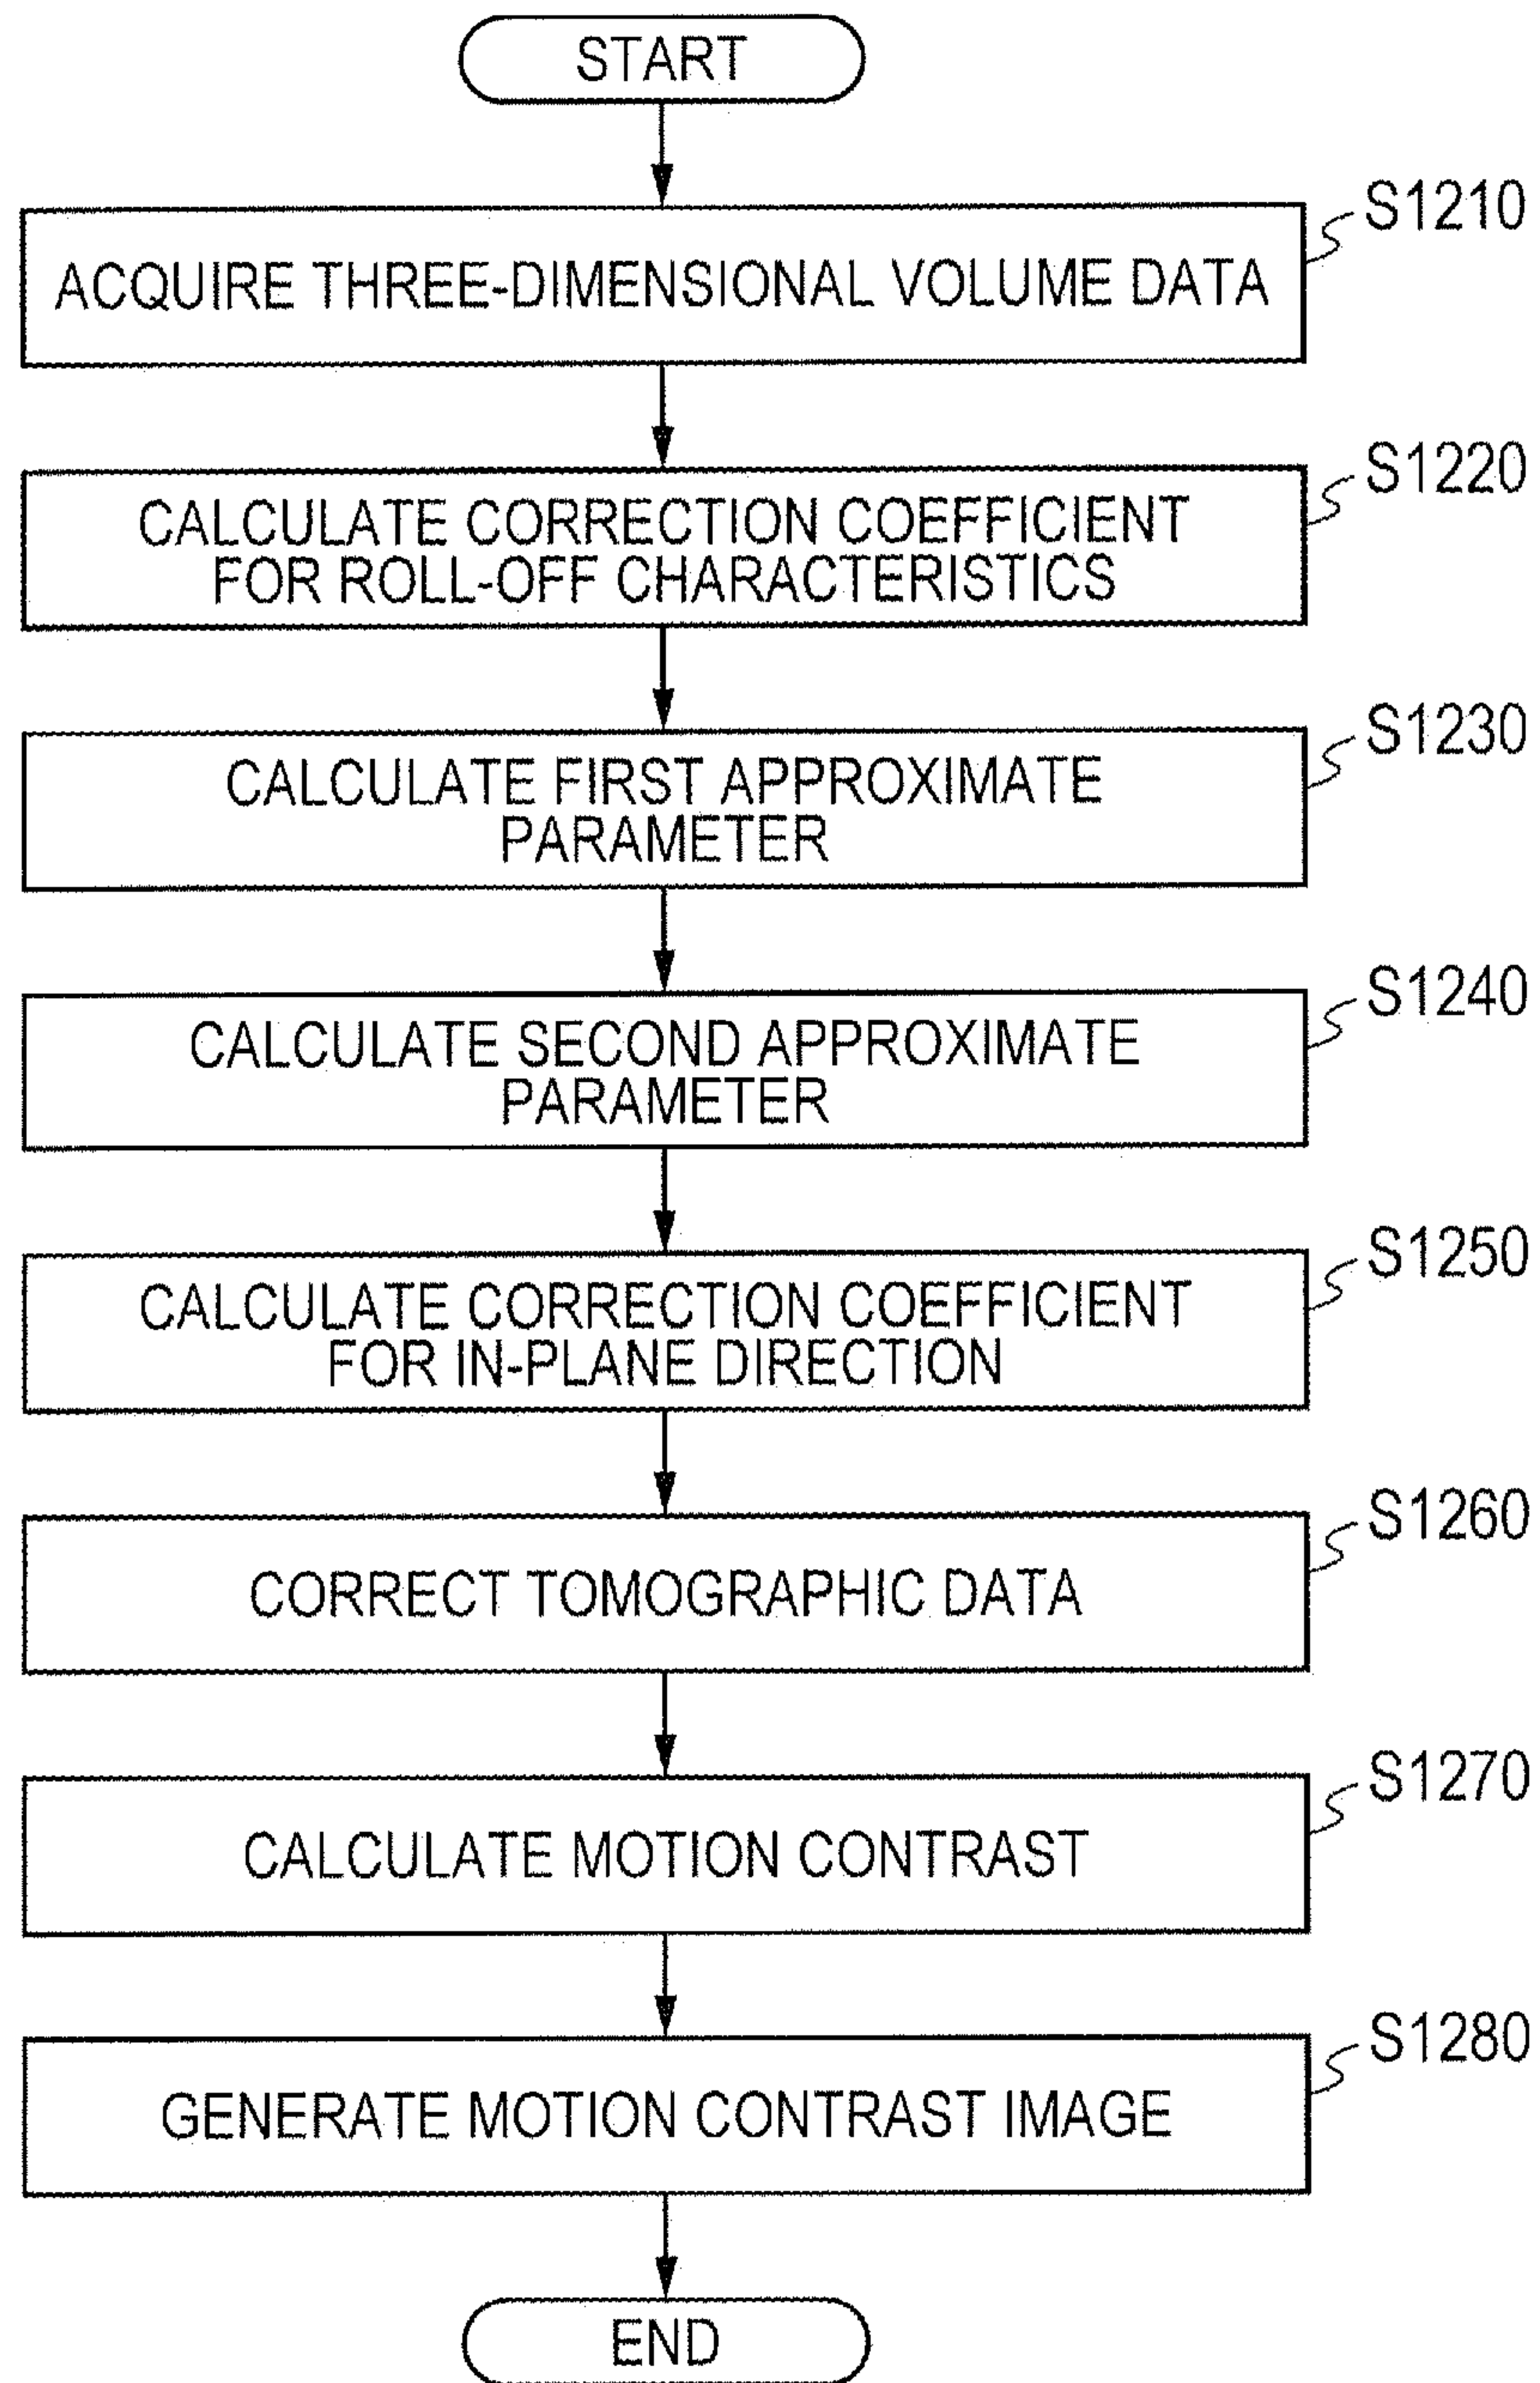 START
S1210
ACQUIRE THREE-DIMENSIONAL VOLUME DATA
S1220
CALCULATE CORRECTION COEFFICIENT
FOR ROLL-OFF CHARACTERISTICS
S1230
CALCULATE FIRST APPROXIMATE
PARAMETER
S1240
CALCULATE SECOND APPROXIMATE
PARAMETER
S1250
CALCULATE CORRECTION COEFFICIENT
FOR IN-PLANE DIRECTION
S1260
CORRECT TOMOGRAPHIC DATA
S1270
CALCULATE MOTION CONTRAST
S1280
GENERATE MOTION CONTRAST IMAGE
END